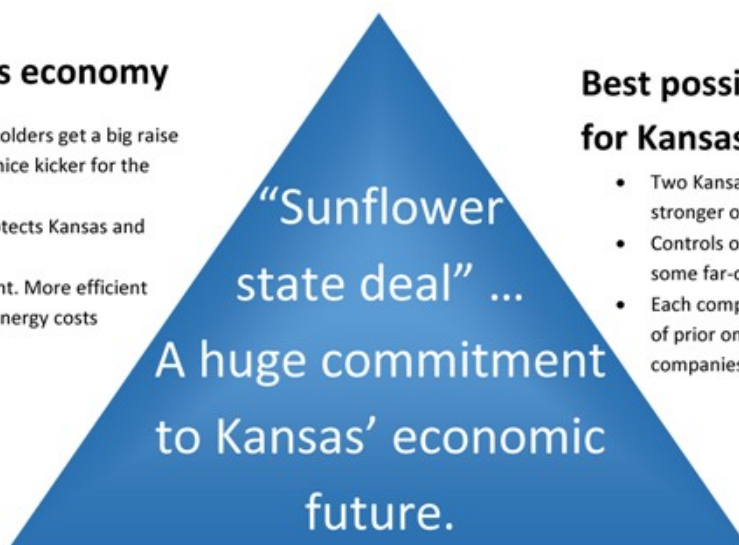 s economy
olders get a big raise
nice kicker for the
tects Kansas and
nt. More efficient
nergy costs
“Sunflower
state deal” ...
A huge commitment
to Kansas’ economic
future.
Best possi
for Kansas
• Two Kansa
stronger o
• Controls o
some far-o
• Each comp
of prior on
companies